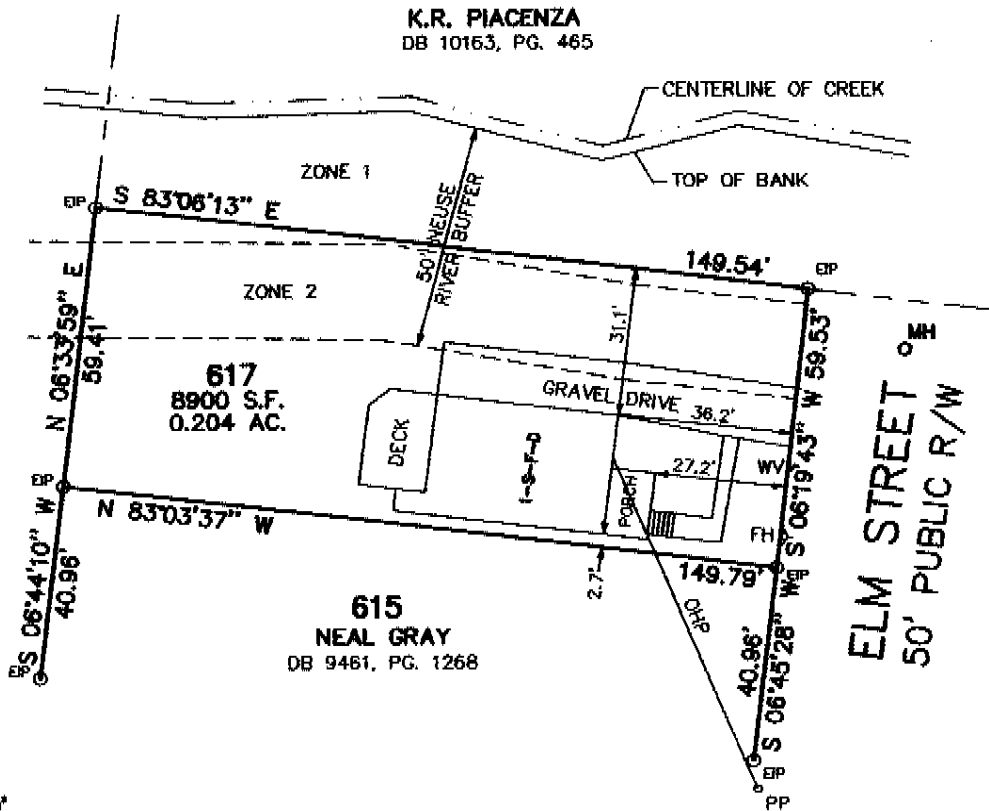 K.R. PIACENZA
DB 10163, PG. 465
CENTERLINE OF CREEK
TOP OF BANK
ZONE 1
EIP
S 83°06'13" E
50' NEUSE
RIVER BUFFER
149.54'
EIP
ZONE 2
N 06°33'59" E
59.41'
31.1'
MH
S 06°19'43" W 59.53'
617
8900 S.F.
0.204 AC.
GRAVEL DRIVE
36.2'
DECK
1-S-F-D
27.2'
WV
PORCH
FH
ELM STREET
50' PUBLIC R/W
EIP
N 83°03'37" W
149.79'
EIP
2.7'
S 06°44'10" W
40.96'
615
NEAL GRAY
DB 9461, PG. 1268
OHP
40.96'
S 06°45'28" W
EIP
EIP
PP